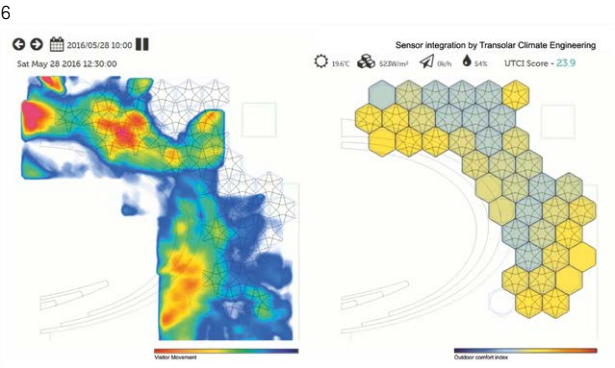 6
2016/05/28 10:00
Sat May 28 2016 12:30:00
Sensor integration by Transolar Climate Engineering
19.6°C 523W/m² 0k/h 54% UTCI Score - 23.9
Visitor Movement
Outdoor comfort index